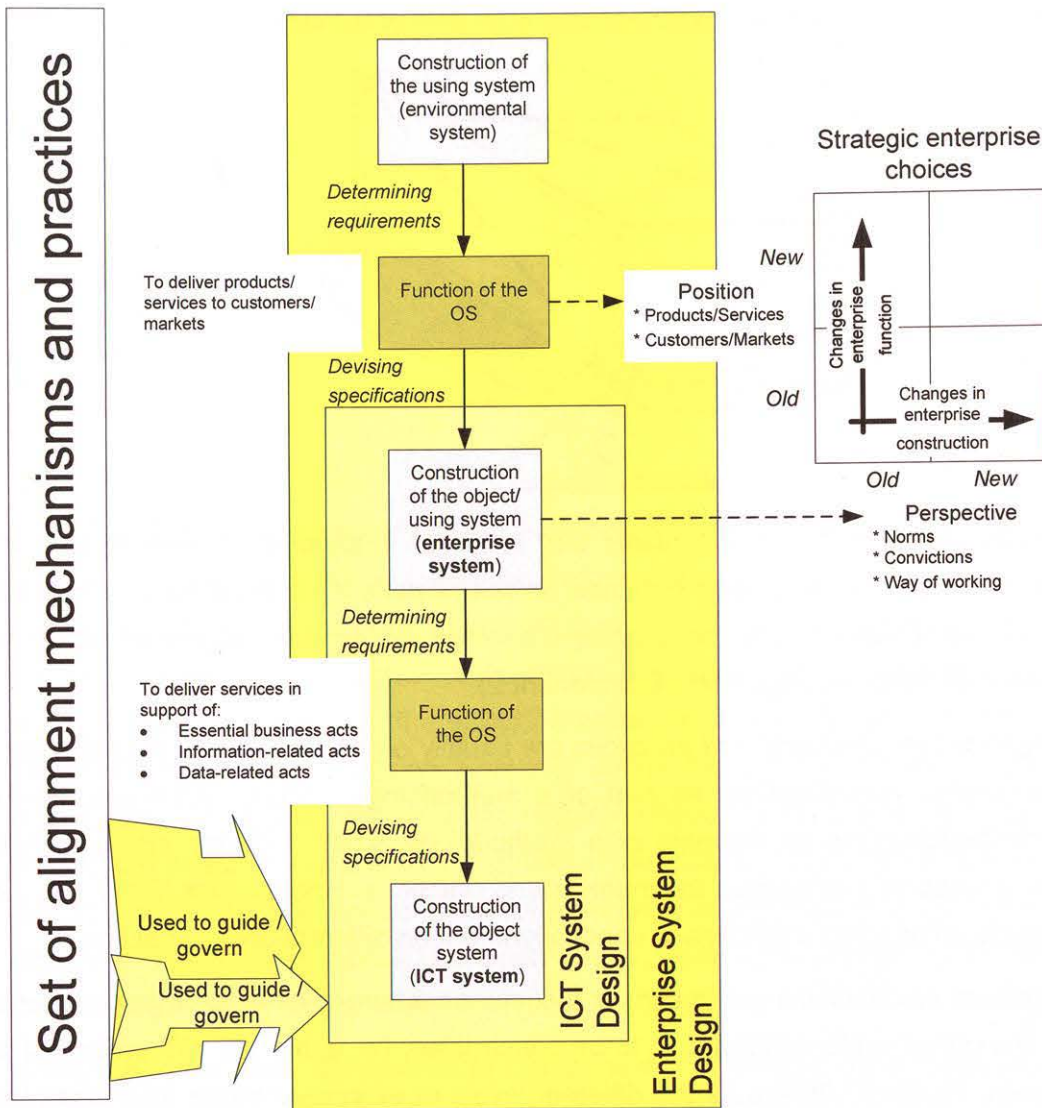 Set of alignment mechanisms and practices
Construction of
the using system
(environmental
system)
Determining
requirements
To deliver products/
services to customers/
markets
Function of the
OS
Position
* Products/Services
* Customers/Markets
Strategic enterprise
choices
New
Old
Changes in
enterprise
function
Changes in
enterprise
construction
Old
New
Devising
specifications
Construction
of the object/
using system
(enterprise
system)
Perspective
* Norms
* Convictions
* Way of working
Determining
requirements
To deliver services in
support of:
● Essential business acts
● Information-related acts
● Data-related acts
Function of
the OS
Devising
specifications
Construction
of the object
system
(ICT system)
Used to guide /
govern
Used to guide /
govern
ICT System
Design
Enterprise System
Design